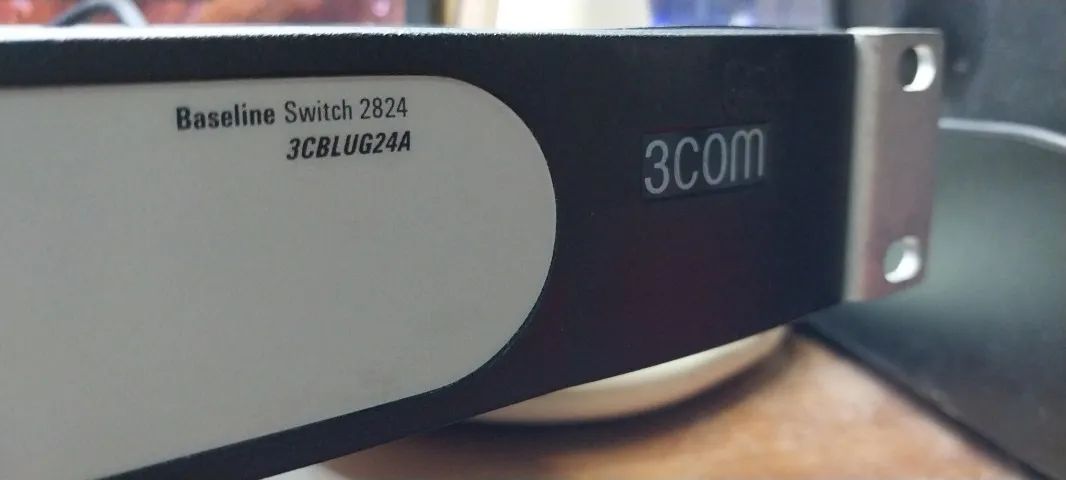 Baseline Switch 2824
3CBLUG24A
3COM